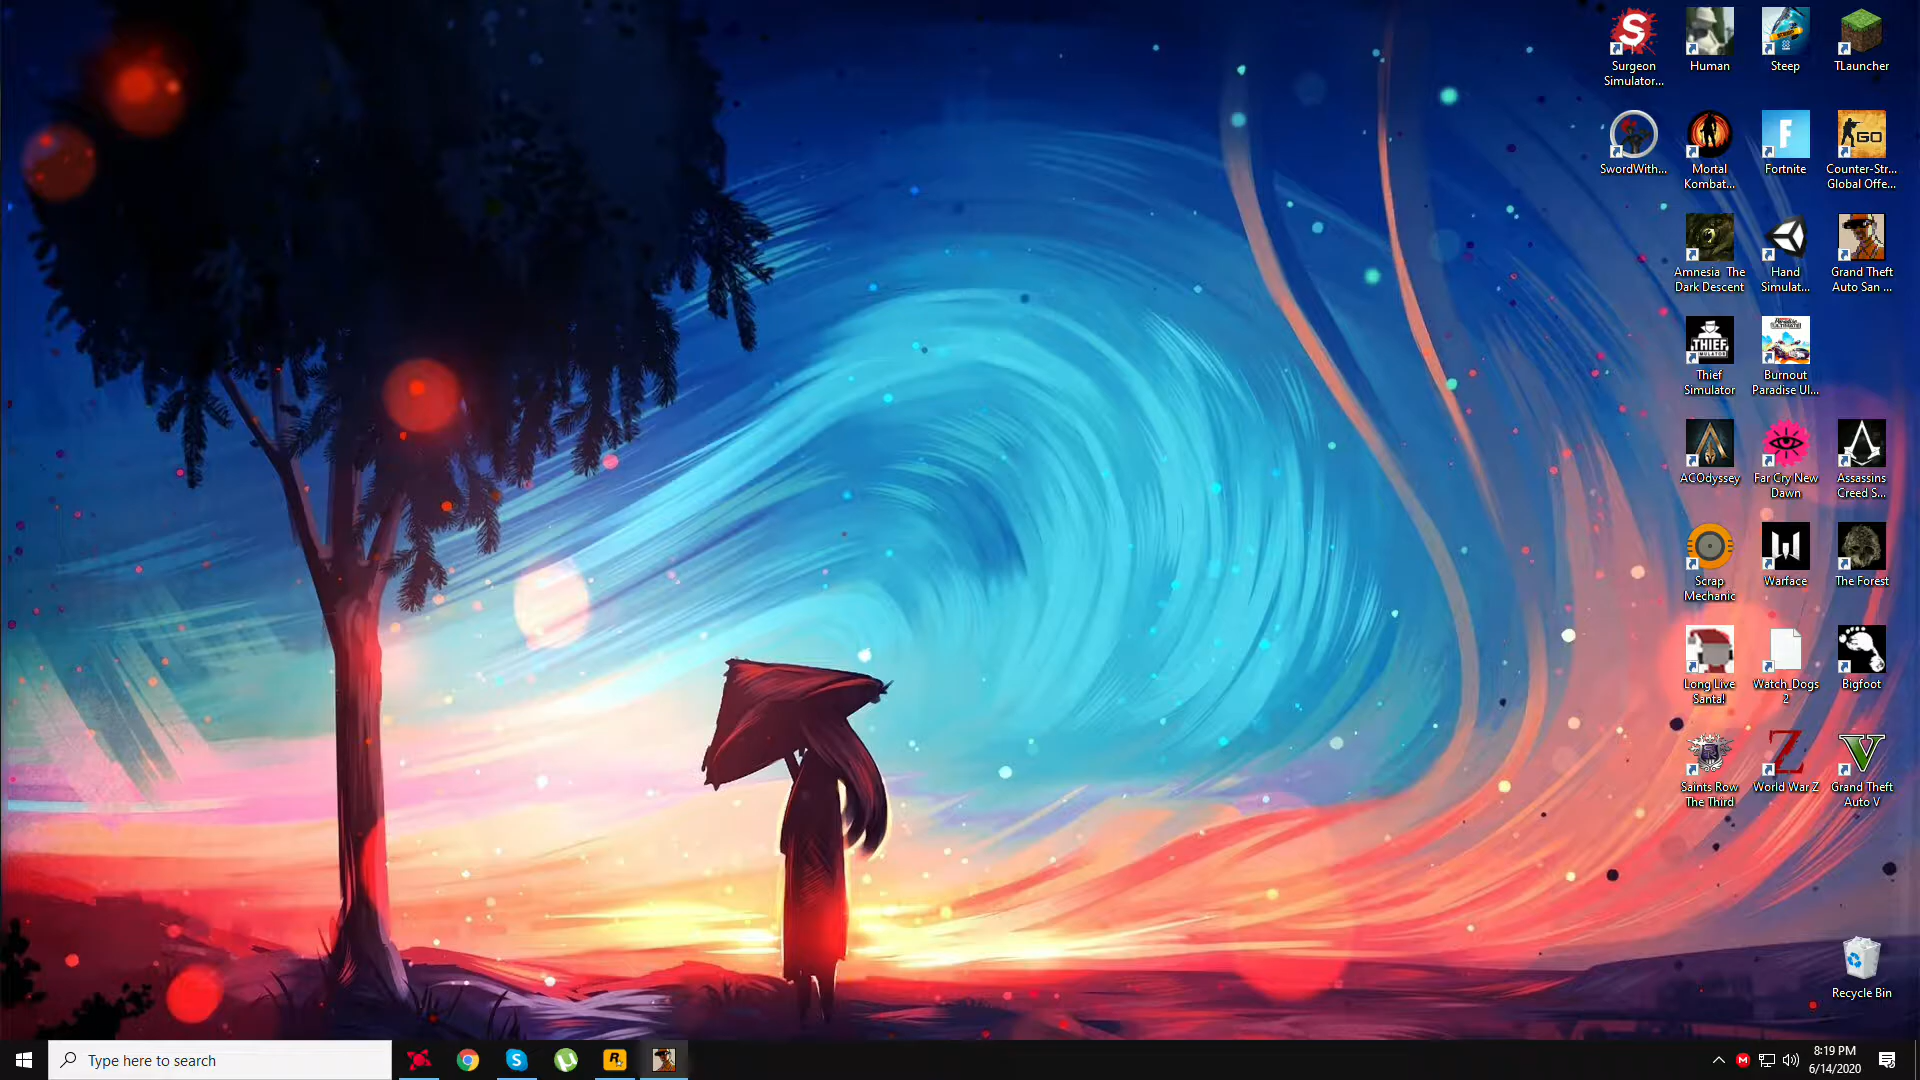 Surgeon
Simulator...
Human
Steep
TLauncher
SwordWith...
Mortal
Kombat...
F
Fortnite
GO
Counter-Str...
Global Offe...
Amnesia The
Dark Descent
Hand
Simulat...
Grand Theft
Auto San ...
THIEF
Thief
Simulator
Burnout
Paradise Ul...
ACOdyssey
Far Cry New
Dawn
Assassins
Creed S...
Scrap
Mechanic
Warface
The Forest
Long Live
Santa!
Watch_Dogs
2
Bigfoot
Saints Row
The Third
Z
World War Z
V
Grand Theft
Auto V
Recycle Bin
Type here to search
8:19 PM
6/14/2020